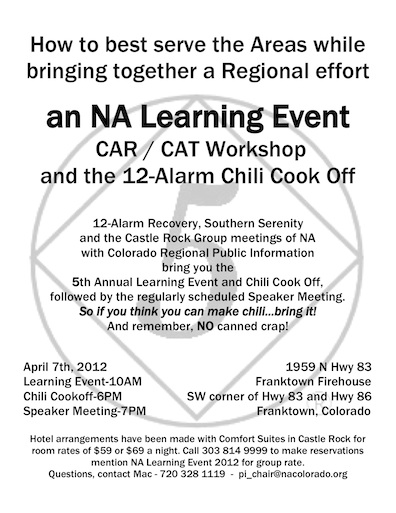 How to best serve the Areas while
bringing together a Regional effort
an NA Learning Event
CAR / CAT Workshop
and the 12-Alarm Chili Cook Off
5
12-Alarm Recovery, Southern Serenity
and the Castle Rock Group meetings of NA
with Colorado Regional Public Information
bring you the
5th Annual Learning Event and Chili Cook Off,
followed by the regularly scheduled Speaker Meeting.
So if you think you can make chili...bring it!
And remember, NO canned crap!
April 7th, 2012
Learning Event-10AM
Chili Cookoff-6PM
Speaker Meeting-7PM
1959 N Hwy 83
Franktown Firehouse
SW corner of Hwy 83 and Hwy 86
Franktown, Colorado
Hotel arrangements have been made with Comfort Suites in Castle Rock for
room rates of $59 or $69 a night. Call 303 814 9999 to make reservations
mention NA Learning Event 2012 for group rate.
Questions, contact Mac - 720 328 1119 - pi_chair@nacolorado.org